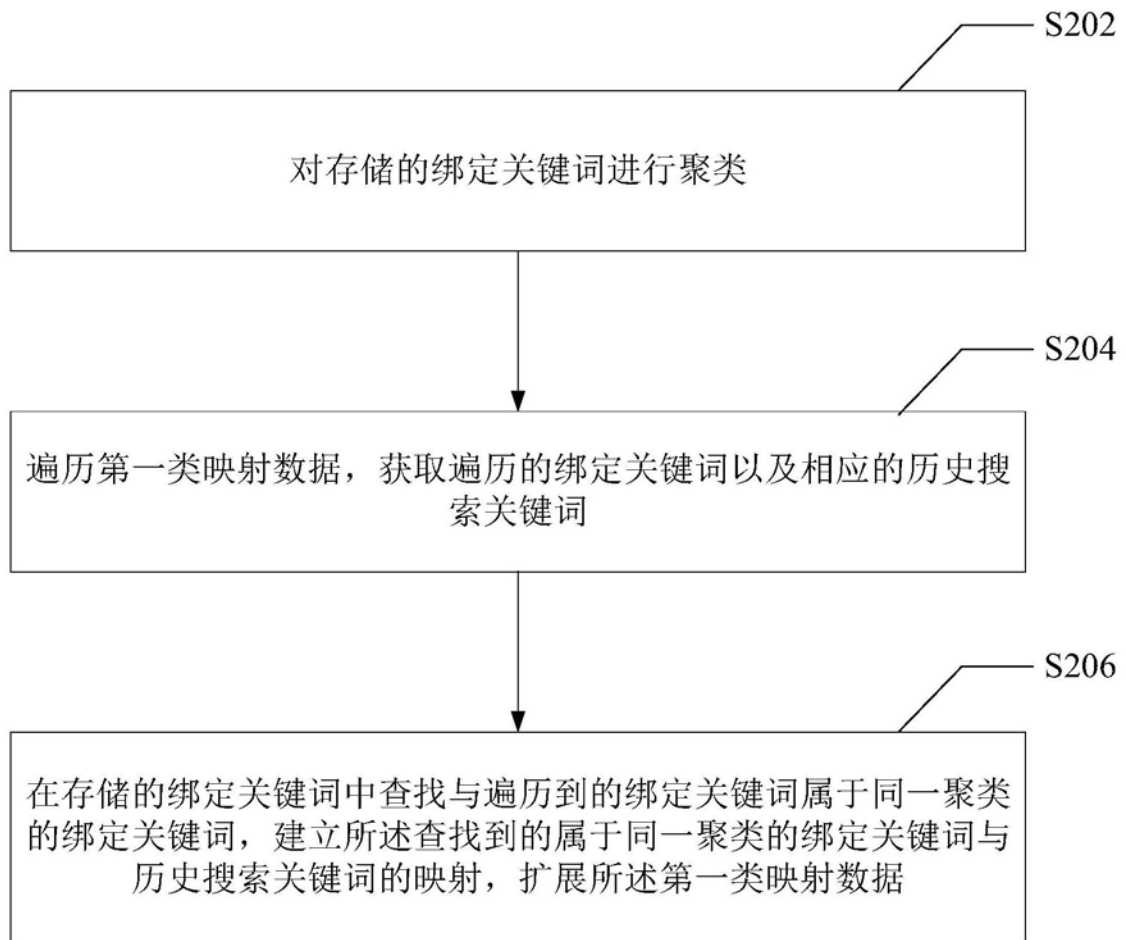 S202
对存储的绑定关键词进行聚类
S204
遍历第一类映射数据，获取遍历的绑定关键词以及相应的历史搜
索关键词
S206
在存储的绑定关键词中查找与遍历到的绑定关键词属于同一聚类
的绑定关键词，建立所述查找到的属于同一聚类的绑定关键词与
历史搜索关键词的映射，扩展所述第一类映射数据